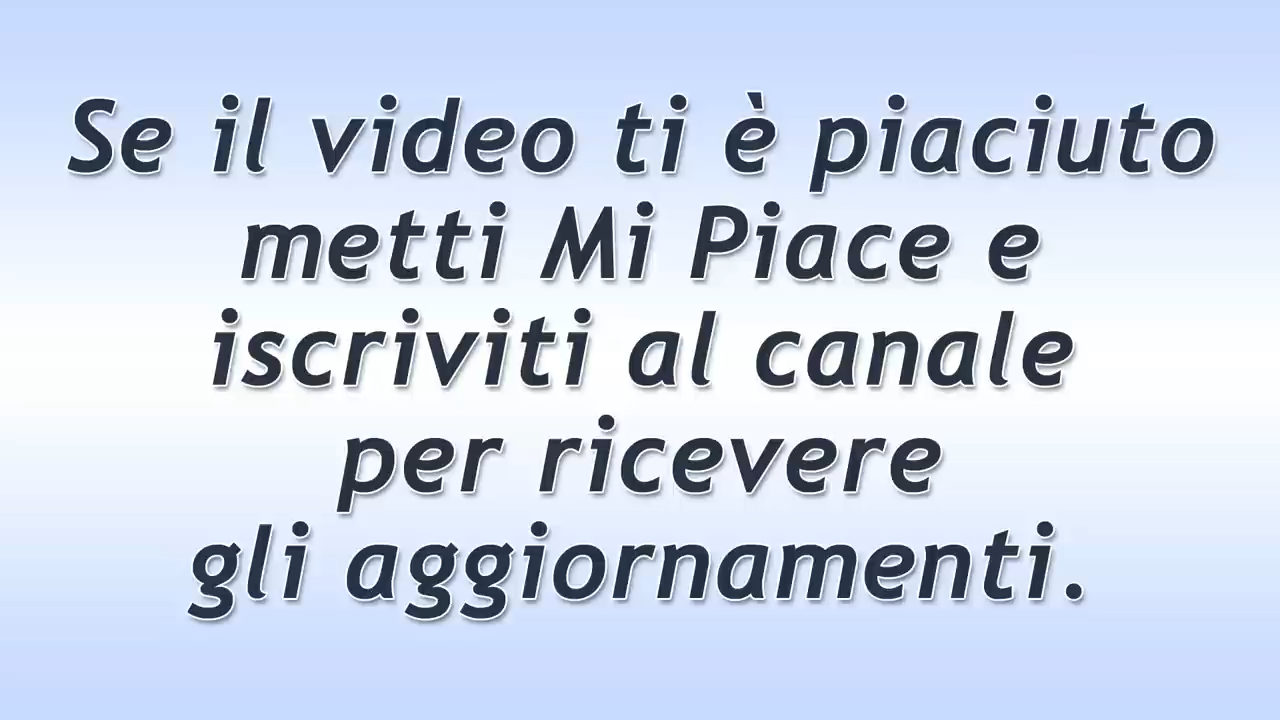 Se il video ti è piaciuto
metti Mi Piace e
iscriviti al canale
per ricevere
gli aggiornamenti.